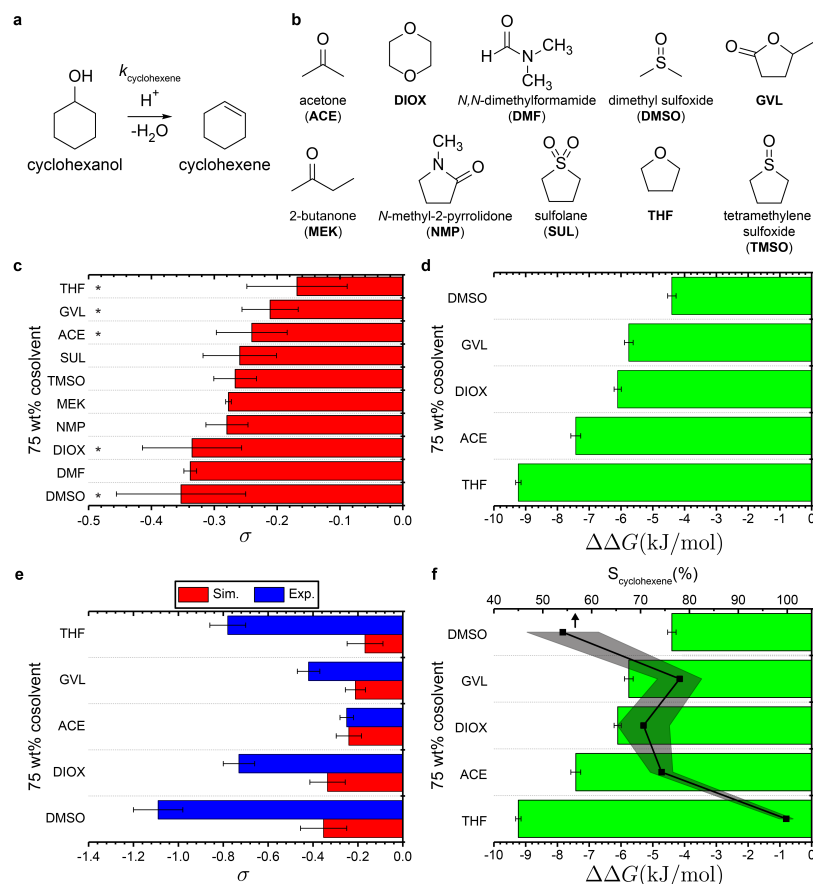 a
OH
k cyclohexene
H+
-H2O
cyclohexanol
cyclohexene
b
O
acetone
(ACE)
O
O
DIOX
O
H
N
CH3
CH3
N,N-dimethylformamide
(DMF)
O
S
dimethyl sulfoxide
(DMSO)
O
O
GVL
O
2-butanone
(MEK)
CH3
N
O
N-methyl-2-pyrrolidone
(NMP)
O O
S
sulfolane
(SUL)
O
THF
O
S
tetramethylene
sulfoxide
(TMSO)
c
75 wt% cosolvent
THF *
GVL *
ACE *
SUL
TMSO
MEK
NMP
DIOX *
DMF
DMSO *
-0.5 -0.4 -0.3 -0.2 -0.1 0.0
σ
d
75 wt% cosolvent
DMSO
GVL
DIOX
ACE
THF
-10 -9 -8 -7 -6 -5 -4 -3 -2 -1 0
ΔΔG(kJ/mol)
e
Sim. Exp.
75 wt% cosolvent
THF
GVL
ACE
DIOX
DMSO
-1.4 -1.2 -1.0 -0.8 -0.6 -0.4 -0.2 0.0
σ
f
S cyclohexene(%)
40 50 60 70 80 90 100
75 wt% cosolvent
DMSO
GVL
DIOX
ACE
THF
-10 -9 -8 -7 -6 -5 -4 -3 -2 -1 0
ΔΔG(kJ/mol)